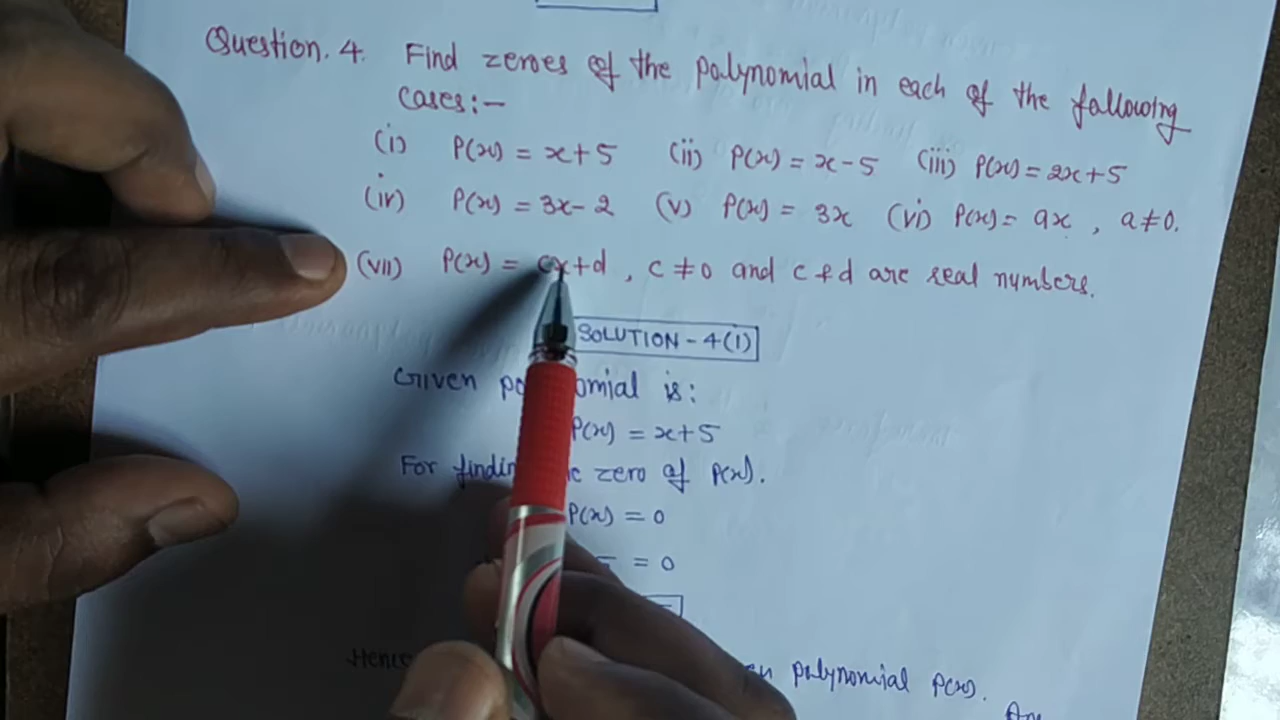 Question. 4. Find zeroes of the polynomial in each of the following
Cases:-
(i) P(x) = x+5 (ii) P(x) = x-5 (iii) P(x) = 2x+5
(iv) P(x) = 3x-2 (v) P(x) = 3x (vi) P(x) = ax , a≠0.
(vii) P(x) = cx+d , c ≠ 0 and c & d are real numbers.
SOLUTION - 4(i)
Given polynomial is:
P(x) = x+5
For finding zero of P(x).
P(x) = 0
= 0
Hence polynomial P(x).